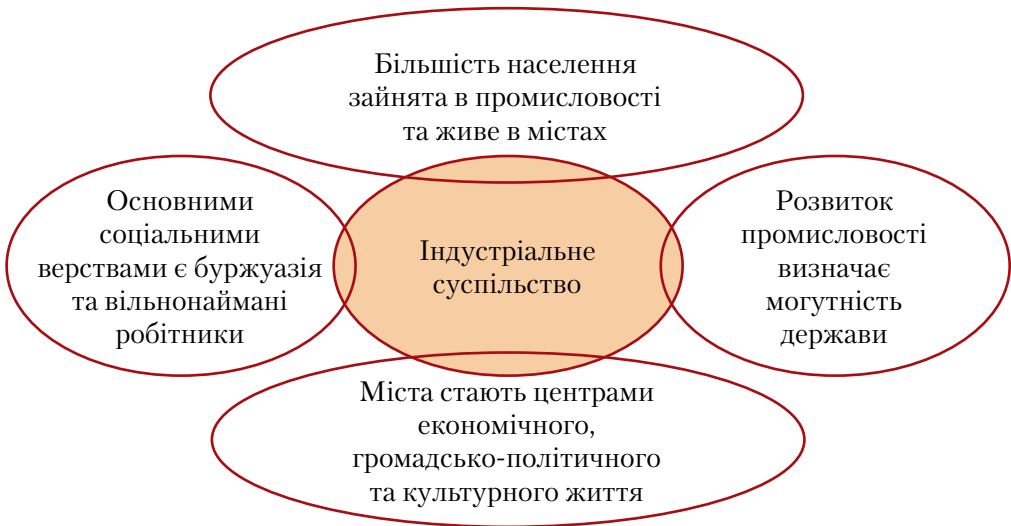 Більшість населення
зайнята в промисловості
та живе в містах
Основними
соціальними
верствами є буржуазія
та вільнонаймані
робітники
Індустріальне
суспільство
Розвиток
промисловості
визначає
могутність
держави
Міста стають центрами
економічного,
громадсько-політичного
та культурного життя